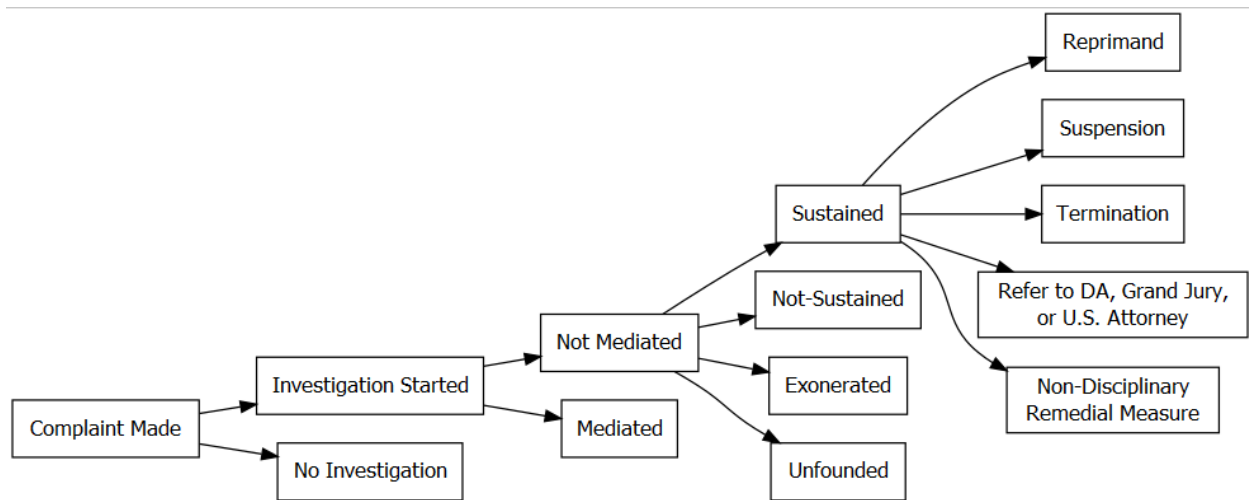 Reprimand
Suspension
Sustained
Termination
Not-Sustained
Refer to DA, Grand Jury,
or U.S. Attorney
Not Mediated
Investigation Started
Exonerated
Non-Disciplinary
Remedial Measure
Complaint Made
Mediated
No Investigation
Unfounded